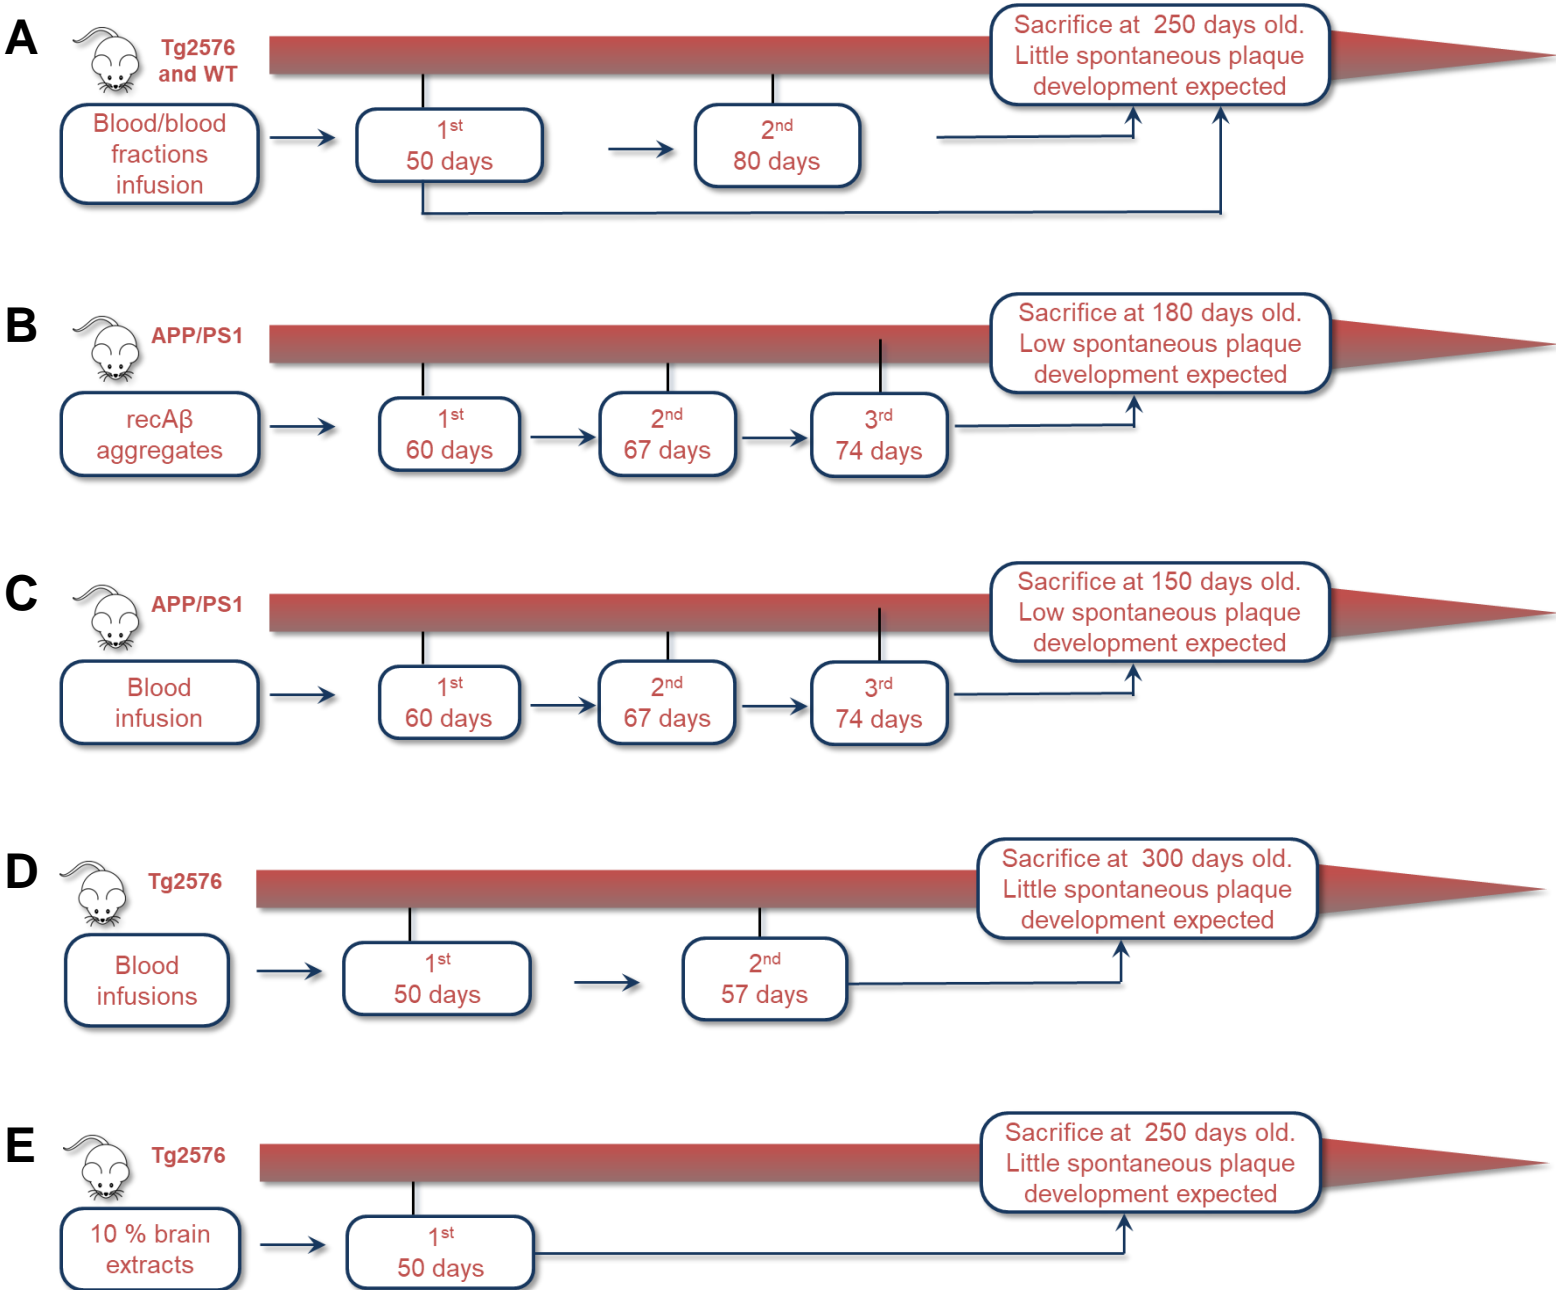 A
Tg2576
and WT
Blood/blood
fractions
infusion
1st
50 days
2nd
80 days
Sacrifice at 250 days old.
Little spontaneous plaque
development expected
B
APP/PS1
recAβ
aggregates
1st
60 days
2nd
67 days
3rd
74 days
Sacrifice at 180 days old.
Low spontaneous plaque
development expected
C
APP/PS1
Blood
infusion
1st
60 days
2nd
67 days
3rd
74 days
Sacrifice at 150 days old.
Low spontaneous plaque
development expected
D
Tg2576
Blood
infusions
1st
50 days
2nd
57 days
Sacrifice at 300 days old.
Little spontaneous plaque
development expected
E
Tg2576
10 % brain
extracts
1st
50 days
Sacrifice at 250 days old.
Little spontaneous plaque
development expected